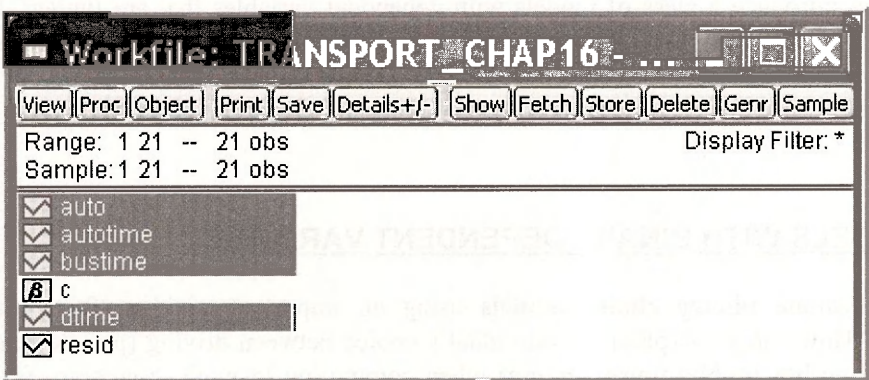 Workfile: TRANSPORT_CHAP16 - ...
View Proc Object Print Save Details+/- Show Fetch Store Delete Genr Sample
Range: 1 21 -- 21 obs Display Filter: *
Sample: 1 21 -- 21 obs
auto
autotime
bustime
β c
dtime
resid